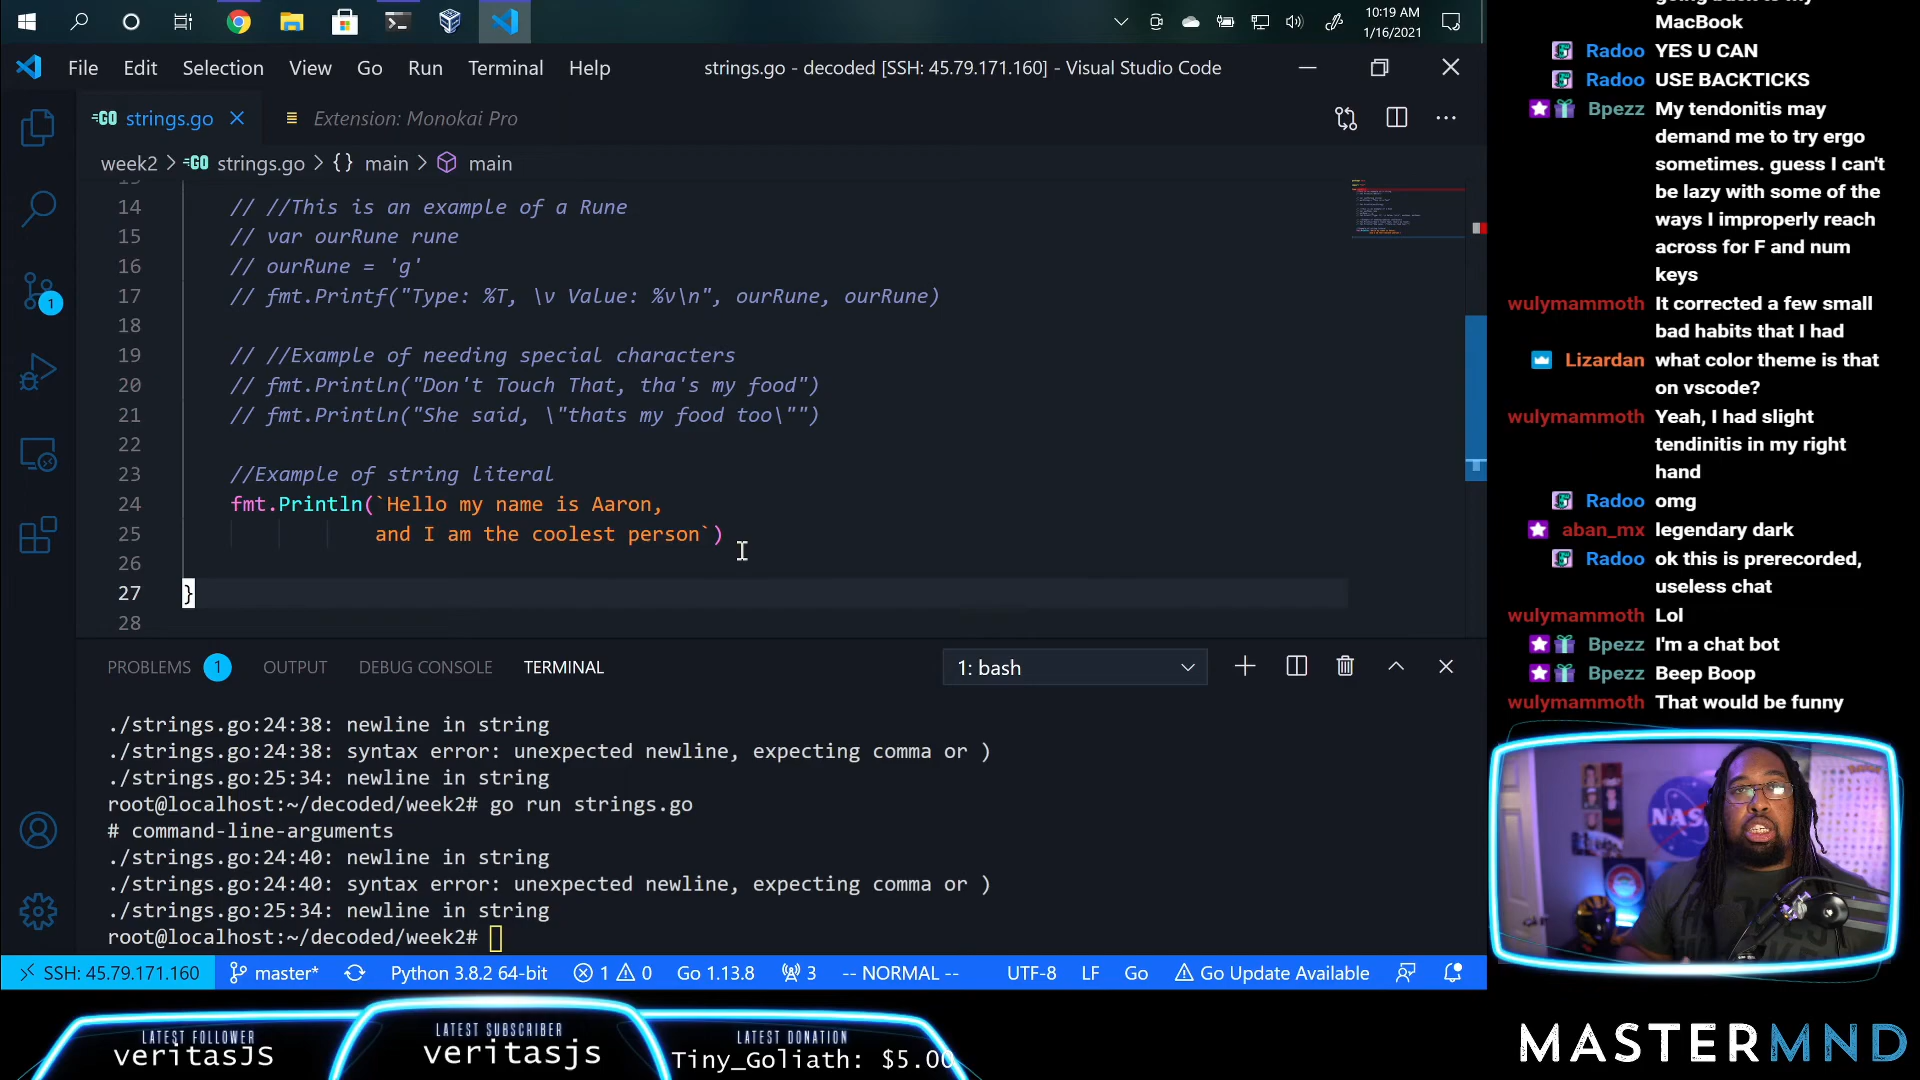 10:19 AM
1/16/2021
File Edit Selection View Go Run Terminal Help
strings.go - decoded [SSH: 45.79.171.160] - Visual Studio Code
GO strings.go
Extension: Monokai Pro
week2 > GO strings.go > {} main > main
14 // //This is an example of a Rune
15 // var ourRune rune
16 // ourRune = 'g'
17 // fmt.Printf("Type: %T, \v Value: %v\n", ourRune, ourRune)
18
19 // //Example of needing special characters
20 // fmt.Println("Don't Touch That, tha's my food")
21 // fmt.Println("She said, \"thats my food too\"")
22
23 //Example of string literal
24 fmt.Println(`Hello my name is Aaron,
25 and I am the coolest person`)
26
27 }
28
PROBLEMS 1 OUTPUT DEBUG CONSOLE TERMINAL
1: bash
./strings.go:24:38: newline in string
./strings.go:24:38: syntax error: unexpected newline, expecting comma or )
./strings.go:25:34: newline in string
root@localhost:~/decoded/week2# go run strings.go
# command-line-arguments
./strings.go:24:40: newline in string
./strings.go:24:40: syntax error: unexpected newline, expecting comma or )
./strings.go:25:34: newline in string
root@localhost:~/decoded/week2#
SSH: 45.79.171.160 master* Python 3.8.2 64-bit 1 0 Go 1.13.8 3 -- NORMAL -- UTF-8 LF Go Go Update Available
1
going back to my
MacBook
Radoo YES U CAN
Radoo USE BACKTICKS
Bpezz My tendonitis may
demand me to try ergo
sometimes. guess I can't
be lazy with some of the
ways I improperly reach
across for F and num
keys
wulymammoth It corrected a few small
bad habits that I had
Lizardan what color theme is that
on vscode?
wulymammoth Yeah, I had slight
tendinitis in my right
hand
Radoo omg
aban_mx legendary dark
Radoo ok this is prerecorded,
useless chat
wulymammoth Lol
Bpezz I'm a chat bot
Bpezz Beep Boop
wulymammoth That would be funny
NASA
LATEST FOLLOWER
veritasJS
LATEST SUBSCRIBER
veritasjs
LATEST DONATION
Tiny_Goliath: $5.00
MASTERMND